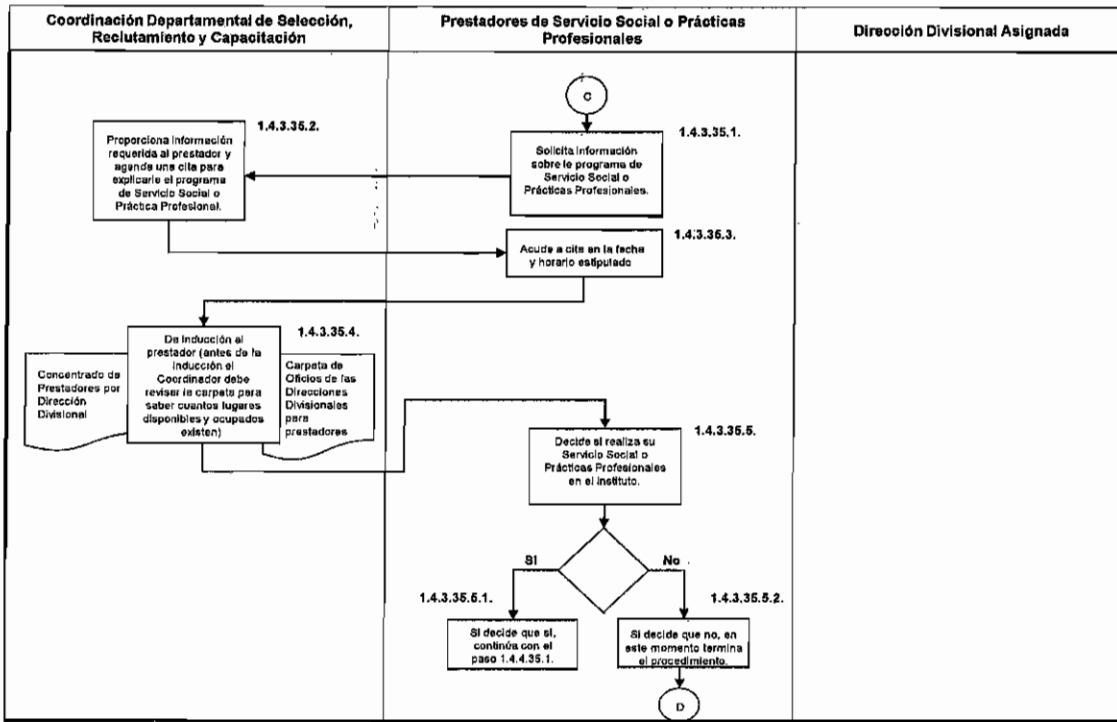 Coordinación Departamental de Selección,
Reclutamiento y Capacitación
Prestadores de Servicio Social o Prácticas
Profesionales
Dirección Divisional Asignada
C
1.4.3.35.1.
Solicita información
sobre le programa de
Servicio Social o
Prácticas Profesionales.
1.4.3.35.2.
Proporciona información
requerida al prestador y
agenda una cita para
explicarle el programa
de Servicio Social o
Práctica Profesional.
1.4.3.35.3.
Acude a cita en la fecha
y horario estipulado
1.4.3.35.4.
Da inducción al
prestador (antes de la
inducción el
Coordinador debe
revisar la carpeta para
saber cuantos lugares
disponibles y ocupados
existen)
Concentrado de
Prestadores por
Dirección
Divisional
Carpeta de
Oficios de las
Direcciones
Divisionales
para
prestadores
1.4.3.35.5.
Decide si realiza su
Servicio Social o
Prácticas Profesionales
en el Instituto.
SI
No
1.4.3.35.5.1.
Si decide que si,
continúa con el
paso 1.4.4.35.1.
1.4.3.35.5.2.
Si decide que no, en
este momento termina
el procedimiento.
D